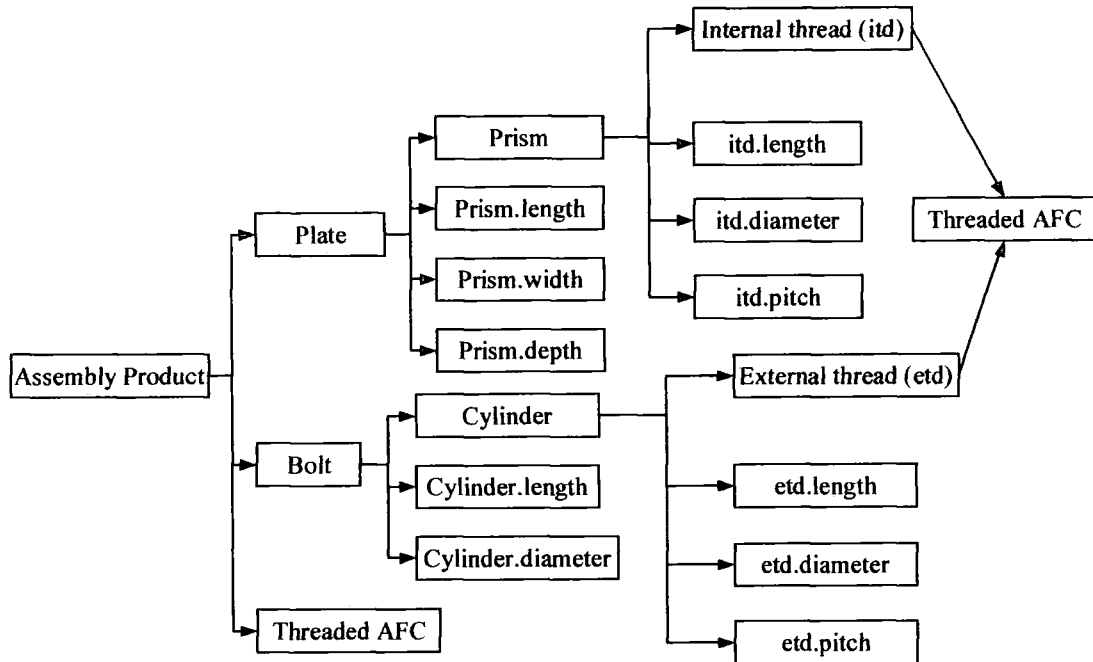 Internal thread (itd)
Prism
itd.length
Prism.length
Plate
itd.diameter
Threaded AFC
Prism.width
itd.pitch
Prism.depth
Assembly Product
External thread (etd)
Cylinder
Bolt
Cylinder.length
etd.length
Cylinder.diameter
etd.diameter
Threaded AFC
etd.pitch